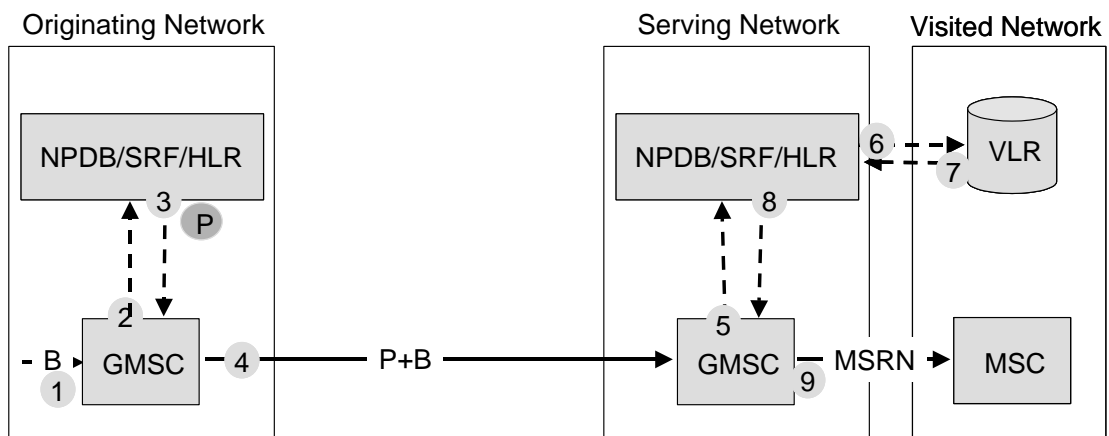 Originating Network
Serving Network
Visited Network
NPDB/SRF/HLR
NPDB/SRF/HLR
VLR
6
7
3
P
8
2
5
B
1
GMSC
4
P+B
GMSC
9
MSRN
MSC